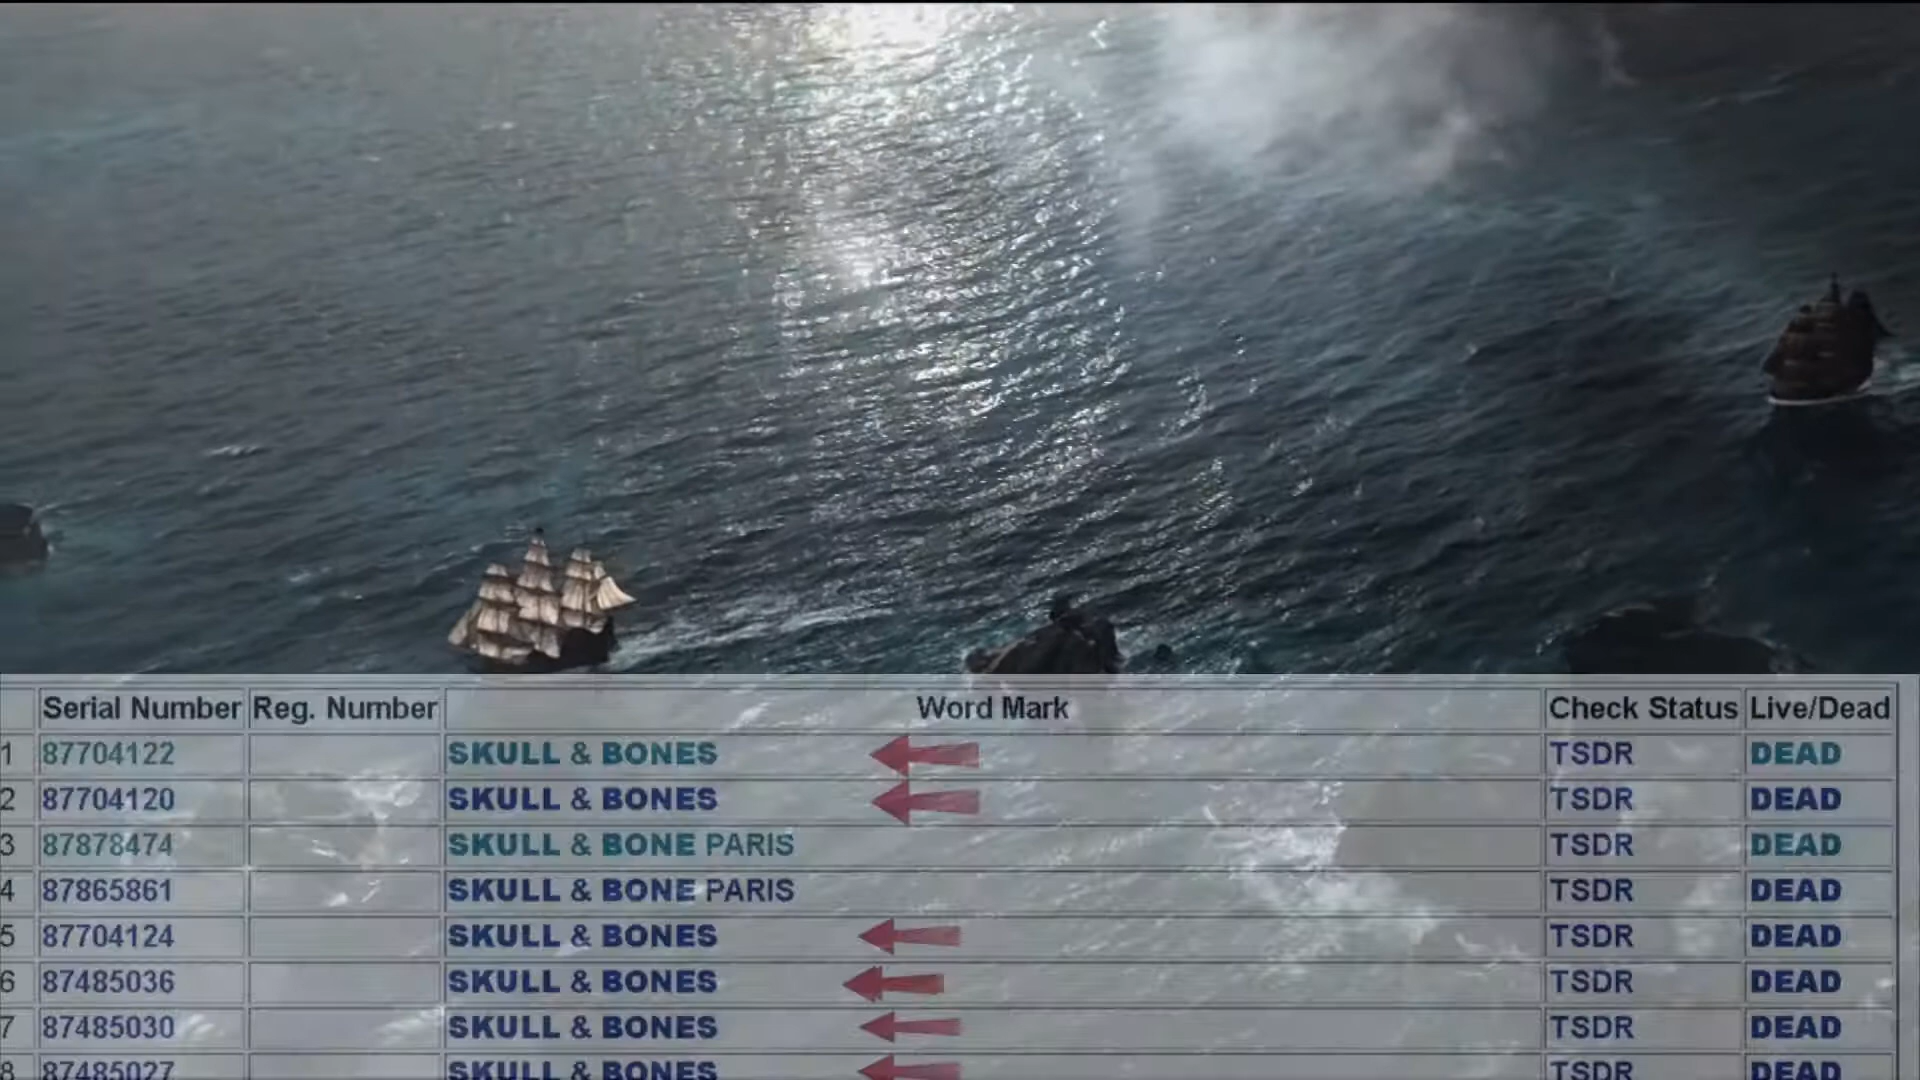 Serial Number Reg. Number Word Mark Check Status Live/Dead
1 87704122 SKULL & BONES TSDR DEAD
2 87704120 SKULL & BONES TSDR DEAD
3 87878474 SKULL & BONE PARIS TSDR DEAD
4 87865861 SKULL & BONE PARIS TSDR DEAD
5 87704124 SKULL & BONES TSDR DEAD
6 87485036 SKULL & BONES TSDR DEAD
7 87485030 SKULL & BONES TSDR DEAD
8 87485027 SKULL & BONES TSDR DEAD